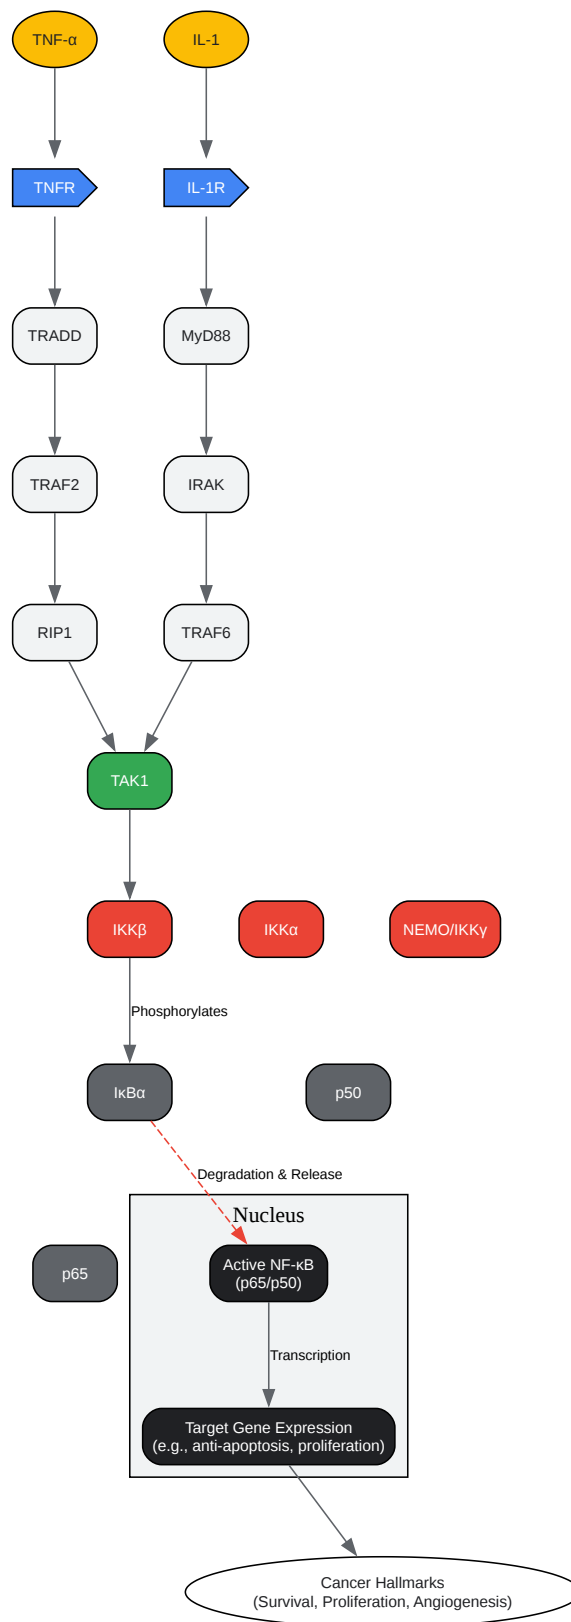 TNF-α
IL-1
TNFR
IL-1R
TRADD
MyD88
TRAF2
IRAK
RIP1
TRAF6
TAK1
IKKβ
IKKα
NEMO/IKKγ
Phosphorylates
IκBα
p50
Degradation & Release
Nucleus
p65
Active NF-κB
(p65/p50)
Transcription
Target Gene Expression
(e.g., anti-apoptosis, proliferation)
Cancer Hallmarks
(Survival, Proliferation, Angiogenesis)